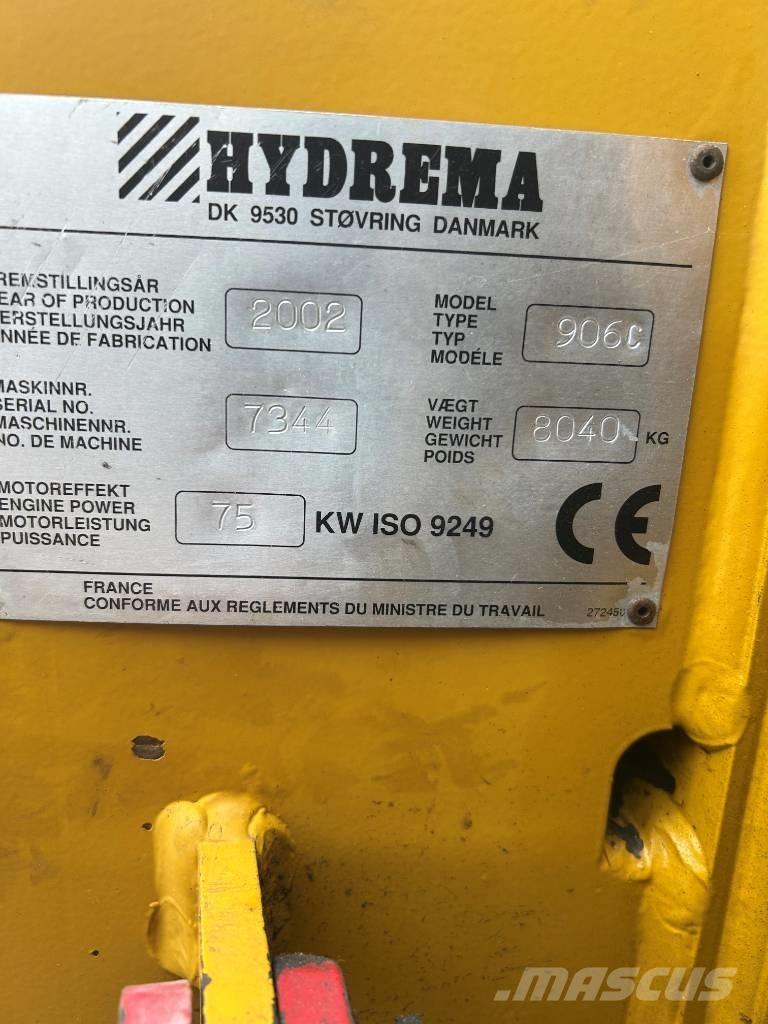 HYDREMA
DK 9530 STØVRING DANMARK
REMSTILLINGSÅR
EAR OF PRODUCTION
ERSTELLUNGSJAHR
NNÉE DE FABRICATION
2002
MODEL
TYPE
TYP
MODÉLE
906C
MASKINNR.
SERIAL NO.
MASCHINENNR.
NO. DE MACHINE
7344
VÆGT
WEIGHT
GEWICHT
POIDS
8040 KG
MOTOREFFEKT
ENGINE POWER
MOTORLEISTUNG
PUISSANCE
75 KW ISO 9249
CE
FRANCE
CONFORME AUX REGLEMENTS DU MINISTRE DU TRAVAIL
MASCUS